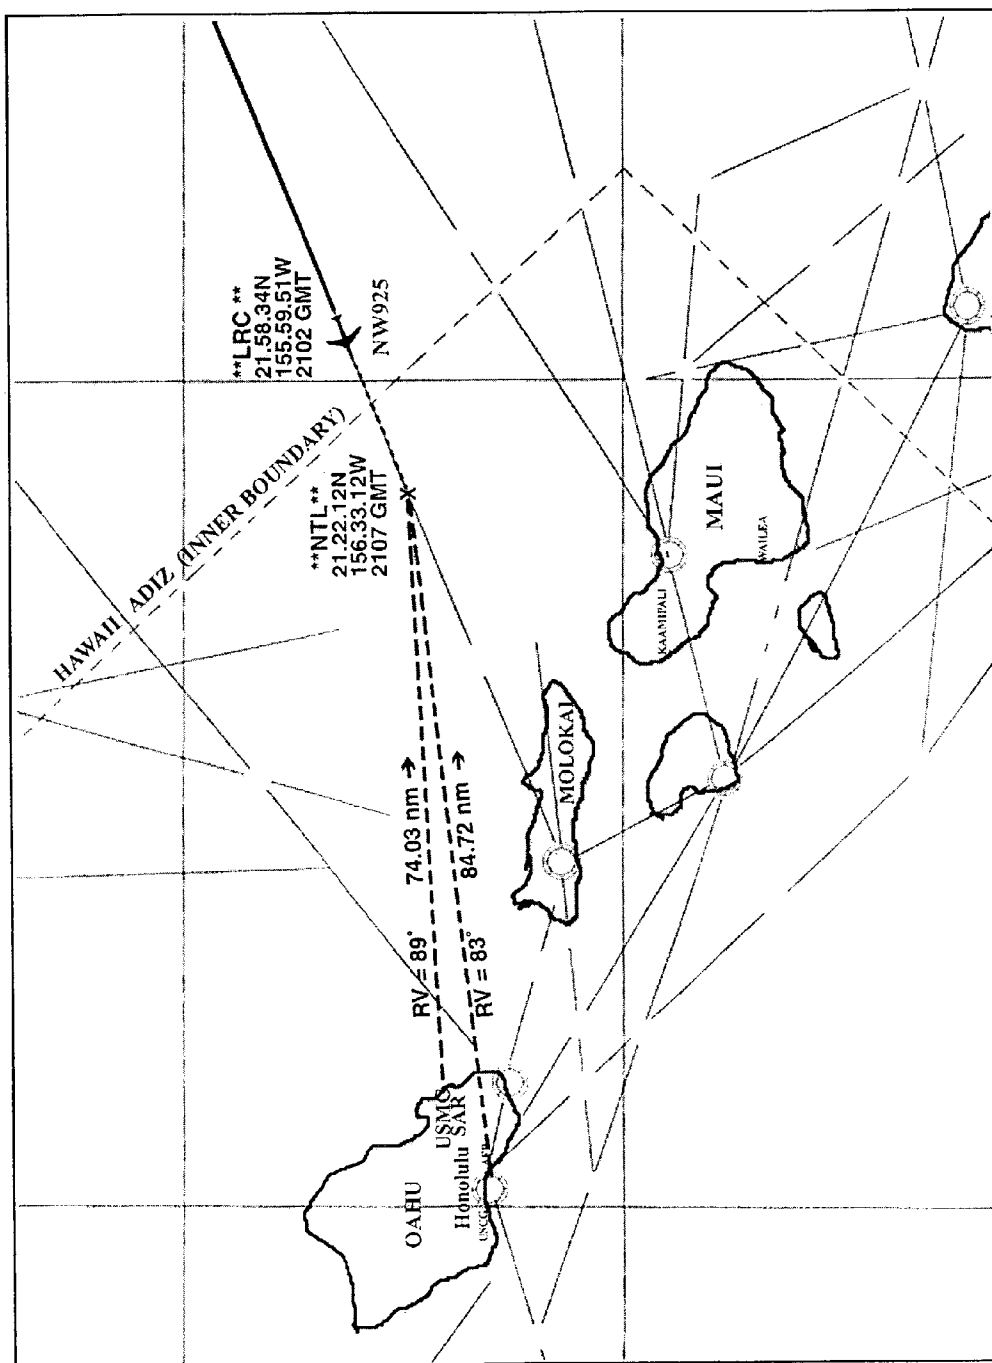 **LRC **
21.58.34N
155.59.51W
2102 GMT
NW925
HAWAII ADIZ (INNER BOUNDARY)
**NTL**
21.22.12N
156.33.12W
2107 GMT
MAUI
WAILEA
KAAMIPALI
MOLOKAI
74.03 nm →
84.72 nm →
RV = 89°
RV = 83°
USMC
SAR
Honolulu
OAHU